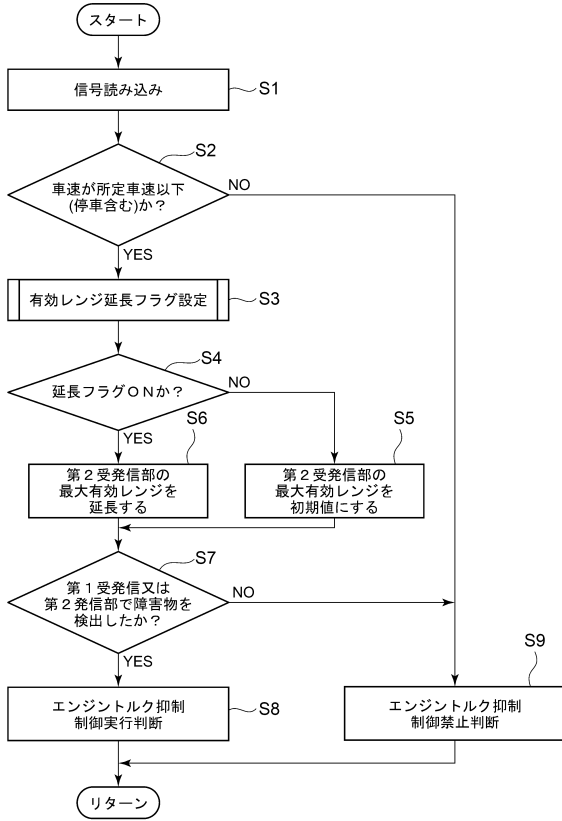 スタート
信号読み込み
S1
S2
車速が所定車速以下
(停車含む)か？
NO
YES
有効レンジ延長フラグ設定
S3
S4
延長フラグＯＮか？
NO
YES
S6
S5
第２受発信部の
最大有効レンジを
延長する
第２受発信部の
最大有効レンジを
初期値にする
S7
第１受発信又は
第２発信部で障害物を
検出したか？
NO
YES
エンジントルク抑制
制御実行判断
S8
S9
エンジントルク抑制
制御禁止判断
リターン